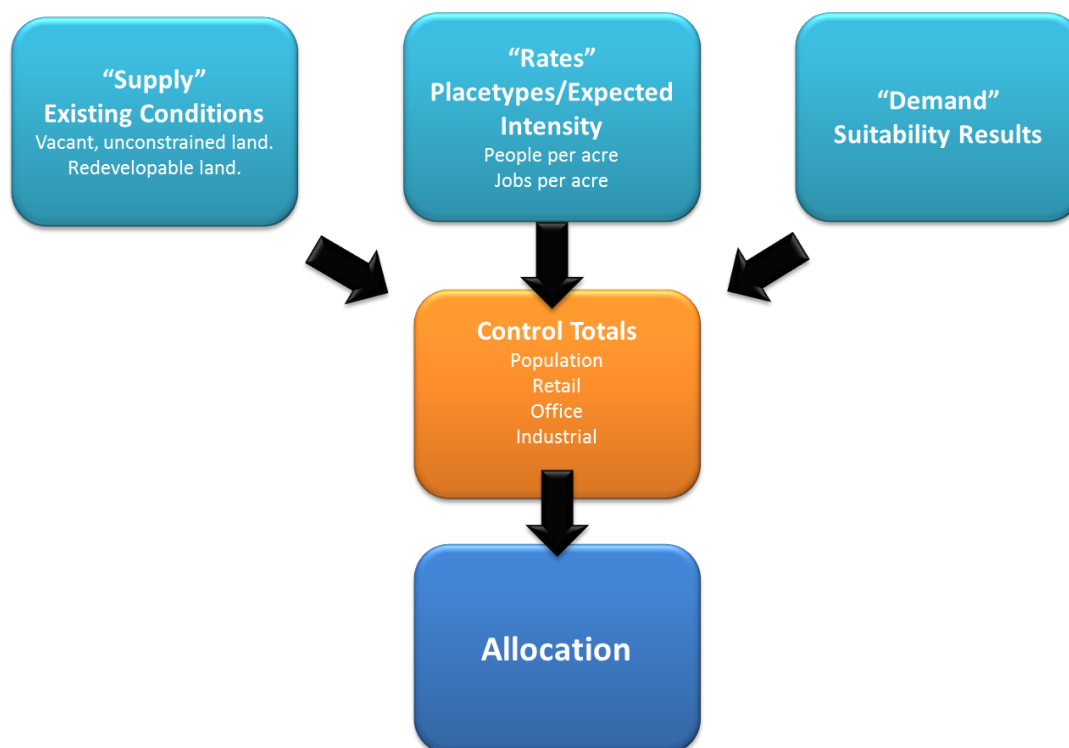 “Supply”
Existing Conditions
Vacant, unconstrained land.
Redevelopable land.
“Rates”
Placetypes/Expected
Intensity
People per acre
Jobs per acre
“Demand”
Suitability Results
Control Totals
Population
Retail
Office
Industrial
Allocation